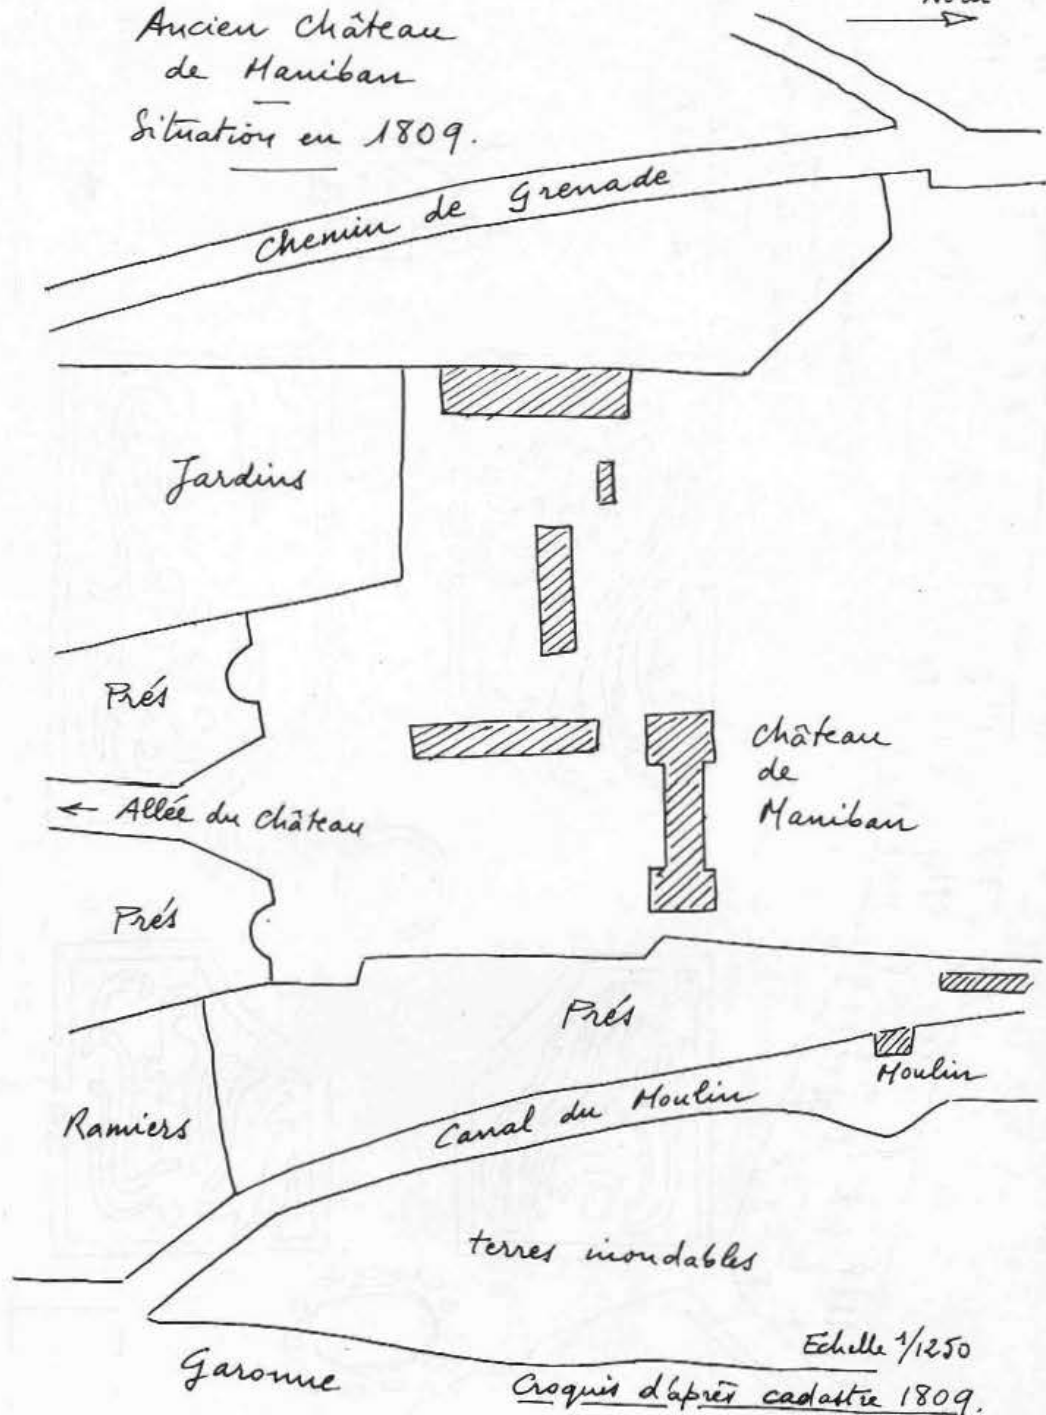 Ancien Château
de Maniban
Situation en 1809.
Chemin de Grenade
Jardins
Prés
← Allée du Château
Château
de
Maniban
Prés
Prés
Moulin
Ramiers
Canal du Moulin
terres inondables
Echelle 1/1250
Garonne
Croquis d'après cadastre 1809.